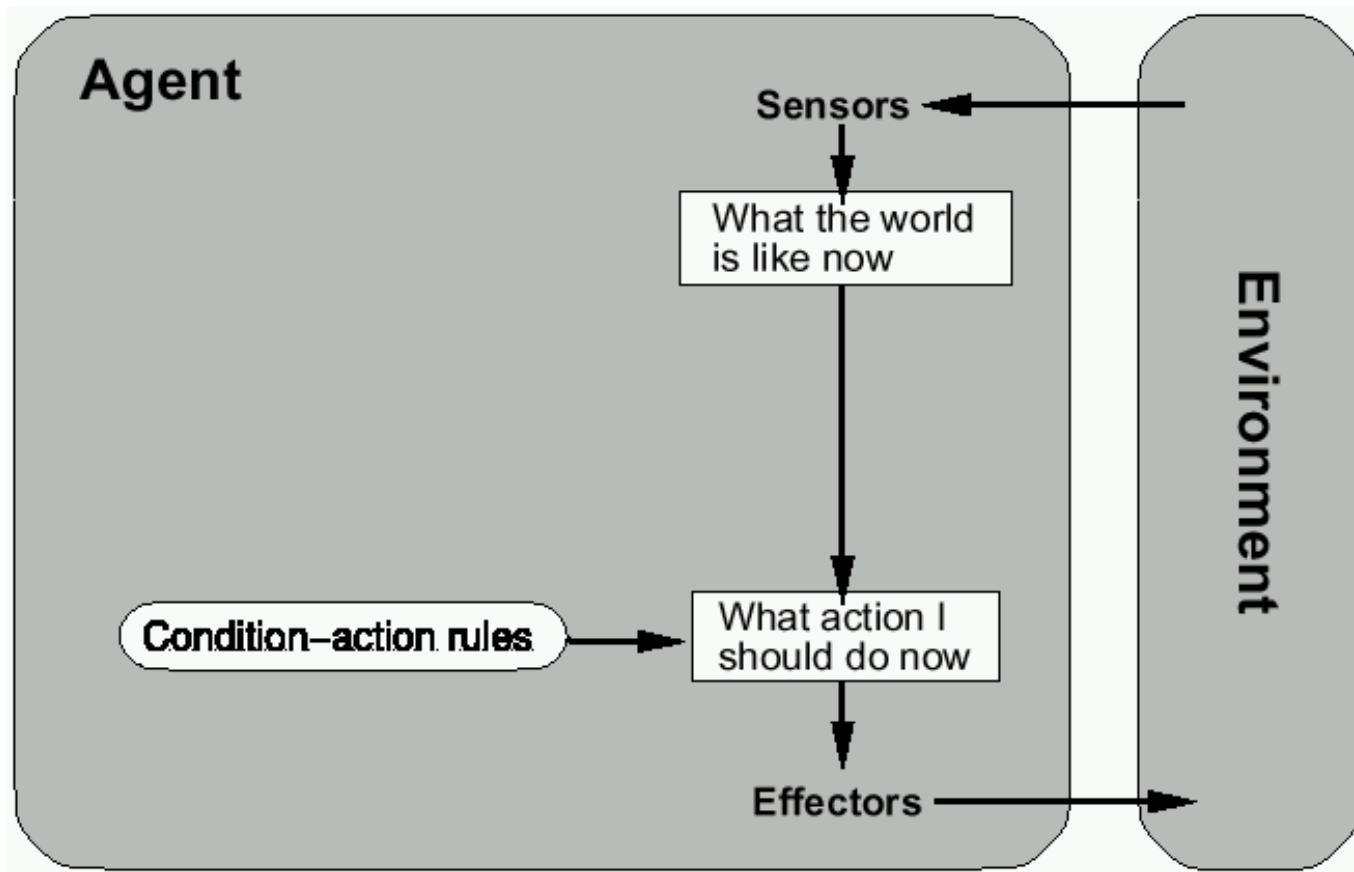 Agent
Sensors
What the world
is like now
Environment
Condition–action rules
What action I
should do now
Effectors